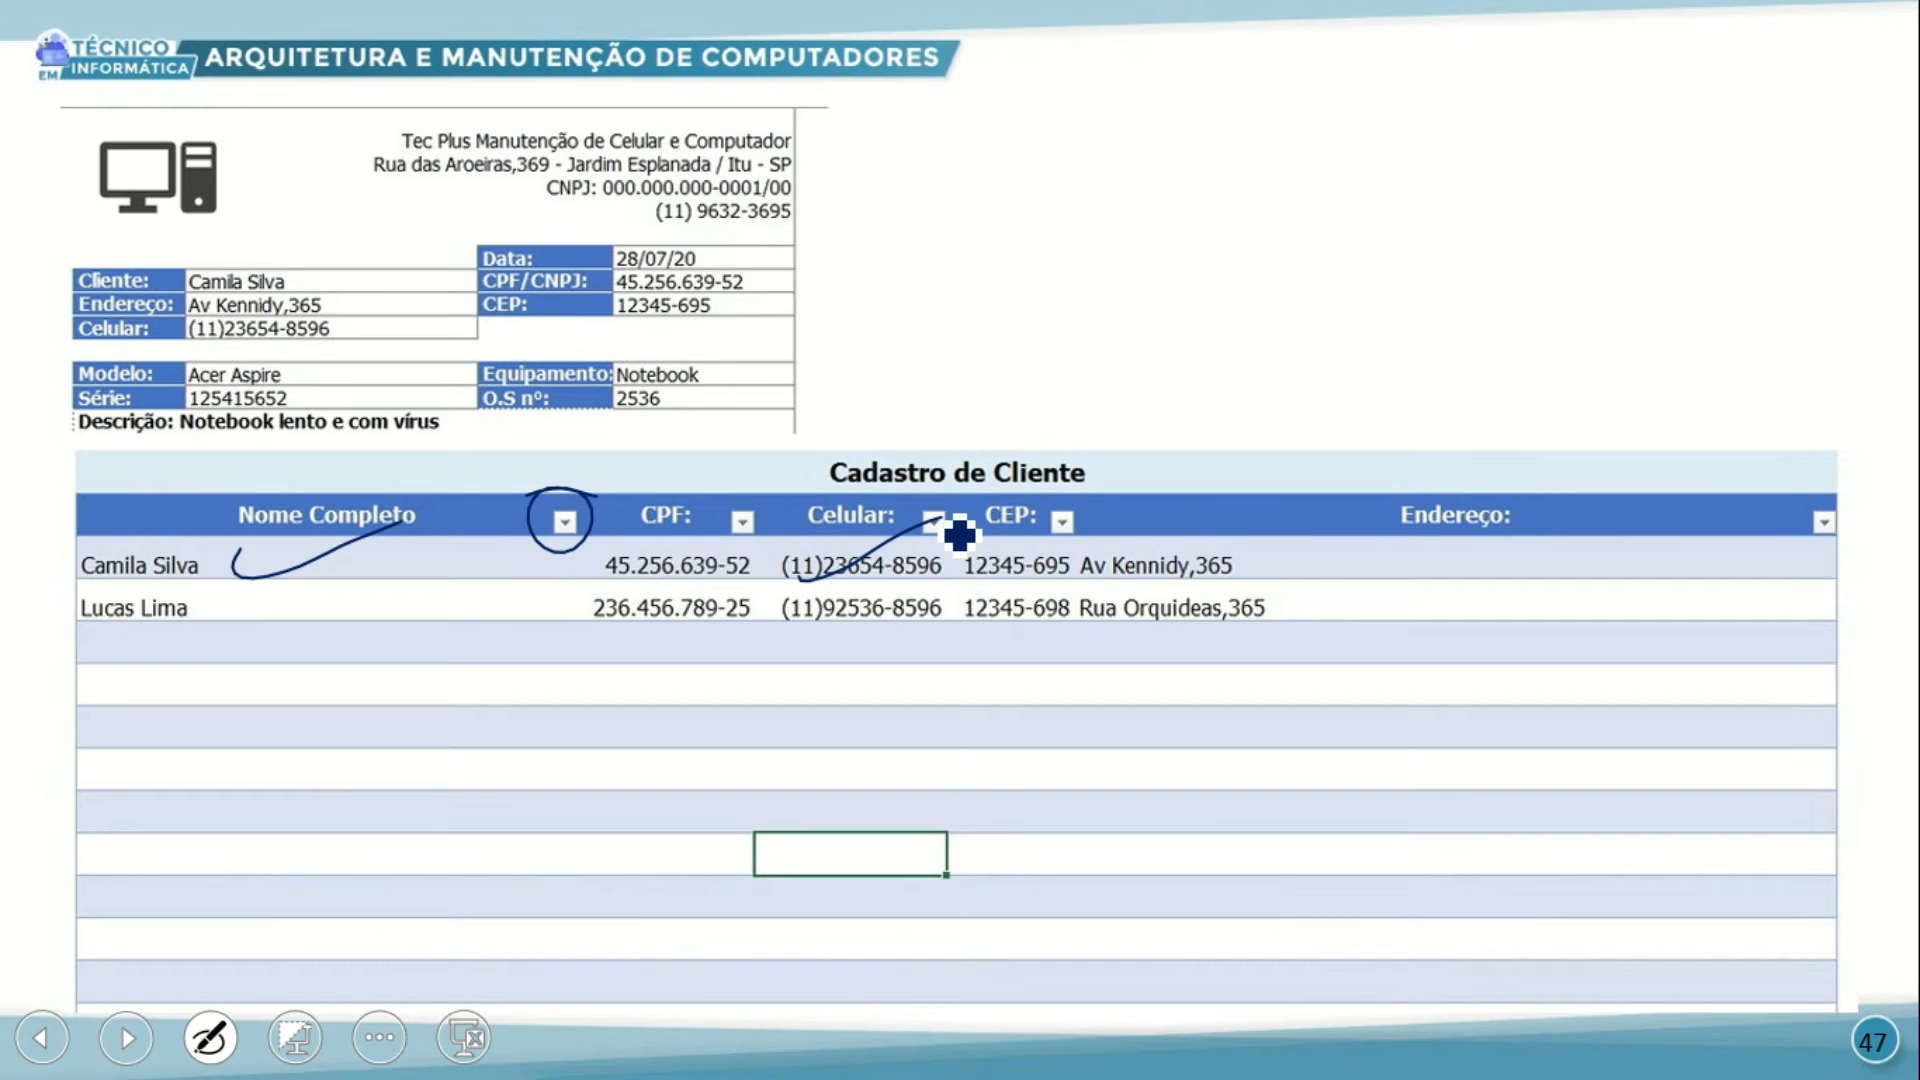 TÉCNICO
EM INFORMÁTICA
ARQUITETURA E MANUTENÇÃO DE COMPUTADORES
Tec Plus Manutenção de Celular e Computador
Rua das Aroeiras,369 - Jardim Esplanada / Itu - SP
CNPJ: 000.000.000-0001/00
(11) 9632-3695
Data: 28/07/20
Cliente: Camila Silva CPF/CNPJ: 45.256.639-52
Endereço: Av Kennidy,365 CEP: 12345-695
Celular: (11)23654-8596
Modelo: Acer Aspire Equipamento: Notebook
Série: 125415652 O.S nº: 2536
Descrição: Notebook lento e com vírus
Cadastro de Cliente
Nome Completo CPF: Celular: CEP: Endereço:
Camila Silva 45.256.639-52 (11)23654-8596 12345-695 Av Kennidy,365
Lucas Lima 236.456.789-25 (11)92536-8596 12345-698 Rua Orquideas,365
47